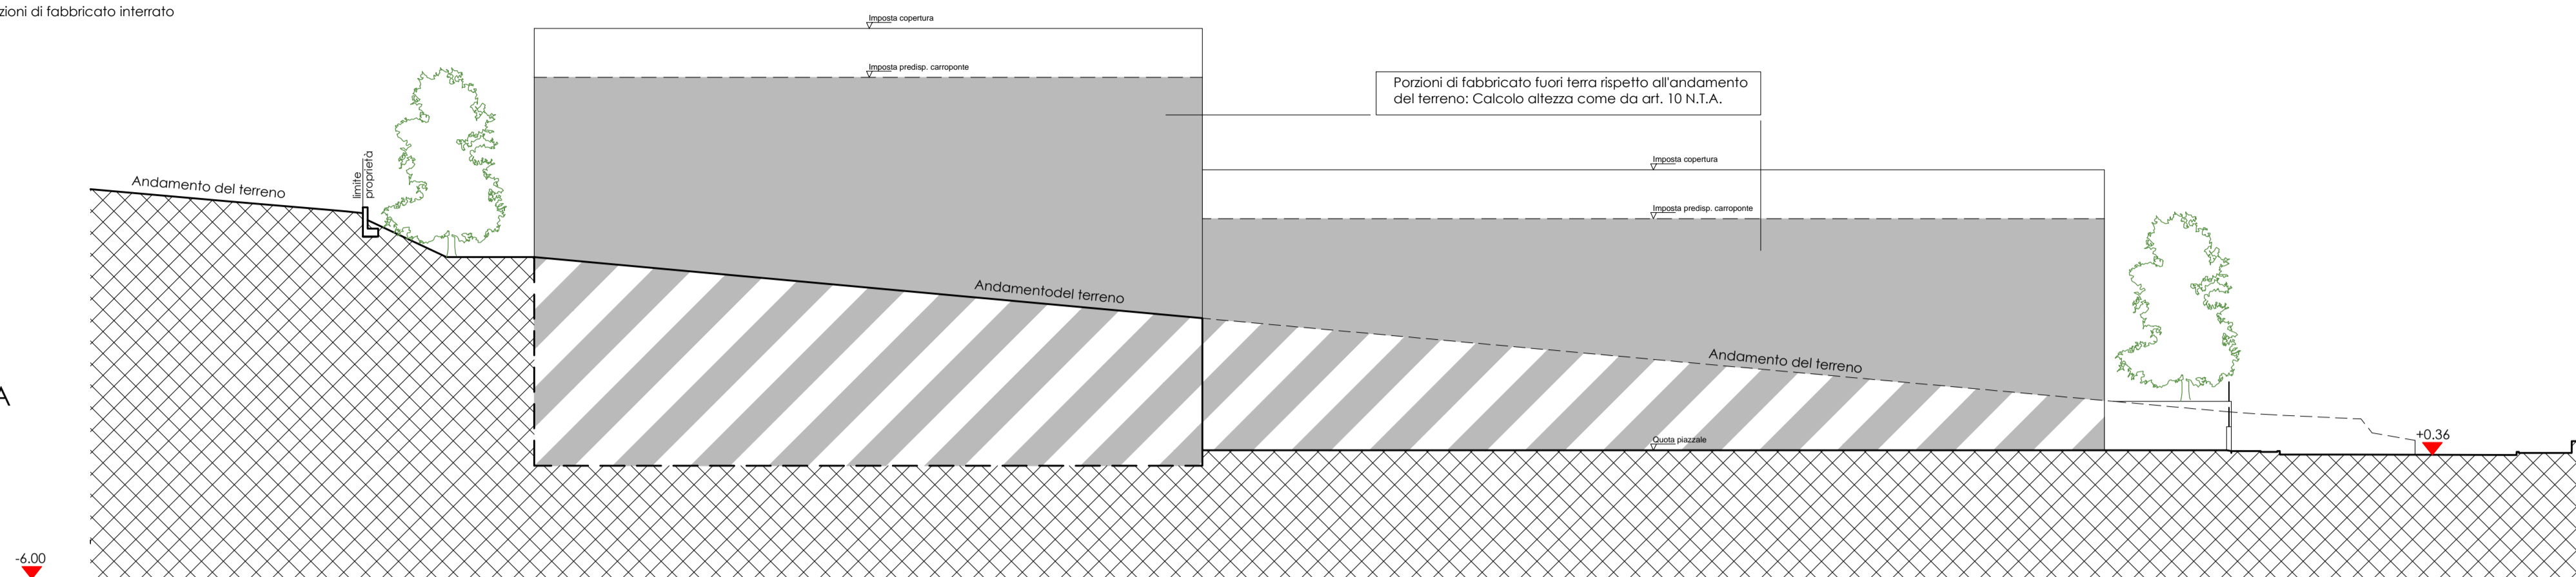 zioni di fabbricato interrato
Imposta copertura
Imposta predisp. carroponte
Porzioni di fabbricato fuori terra rispetto all'andamento
del terreno: Calcolo altezza come da art. 10 N.T.A.
limite
proprietà
Imposta copertura
Andamento del terreno
Imposta predisp. carroponte
Andamentodel terreno
Andamento del terreno
A
Quota piazzale
+0.36
-6.00